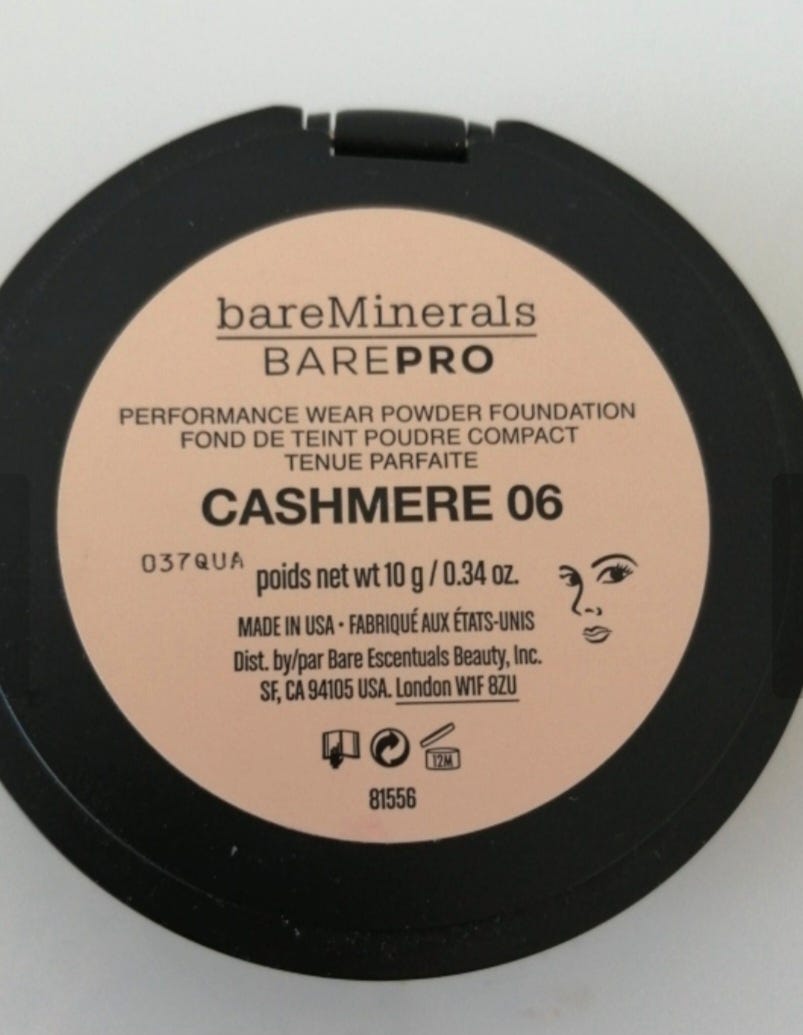 bareMinerals
BAREPRO
PERFORMANCE WEAR POWDER FOUNDATION
FOND DE TEINT POUDRE COMPACT
TENUE PARFAITE
CASHMERE 06
037QUA
poids net wt 10 g / 0.34 oz.
MADE IN USA • FABRIQUÉ AUX ÉTATS-UNIS
Dist. by/par Bare Escentuals Beauty, Inc.
SF, CA 94105 USA. London W1F 8ZU
12M
81556